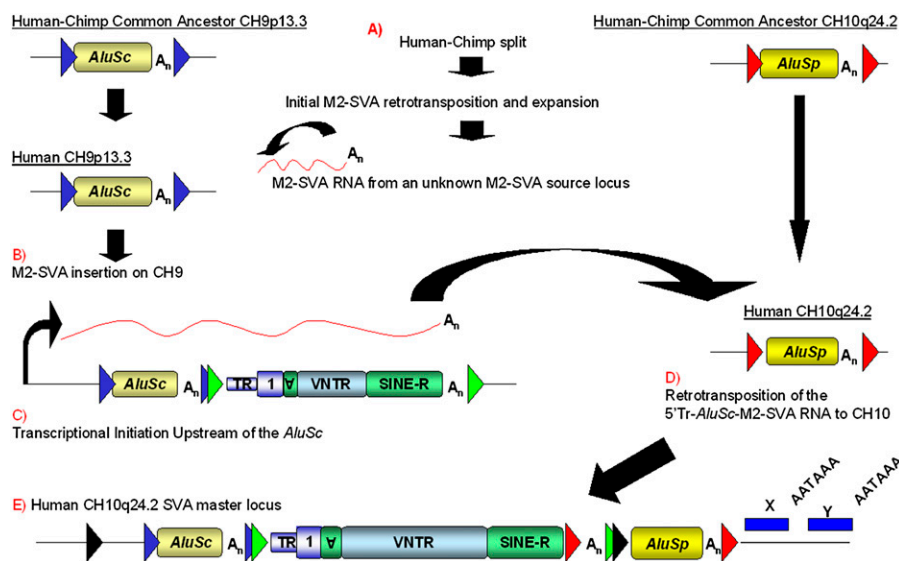 Human-Chimp Common Ancestor CH9p13.3
AluSc
An
A)
Human-Chimp split
Initial M2-SVA retrotransposition and expansion
An
M2-SVA RNA from an unknown M2-SVA source locus
Human-Chimp Common Ancestor CH10q24.2
AluSp
An
Human CH9p13.3
AluSc
An
B)
M2-SVA insertion on CH9
An
AluSc
An
TR
1
A
VNTR
SINE-R
An
C)
Transcriptional Initiation Upstream of the AluSc
Human CH10q24.2
AluSp
An
D)
Retrotransposition of the
5'Tr-AluSc-M2-SVA RNA to CH10
E) Human CH10q24.2 SVA master locus
AluSc
An
TR
1
A
VNTR
SINE-R
An
AluSp
An
X
AATAAA
Y
AATAAA